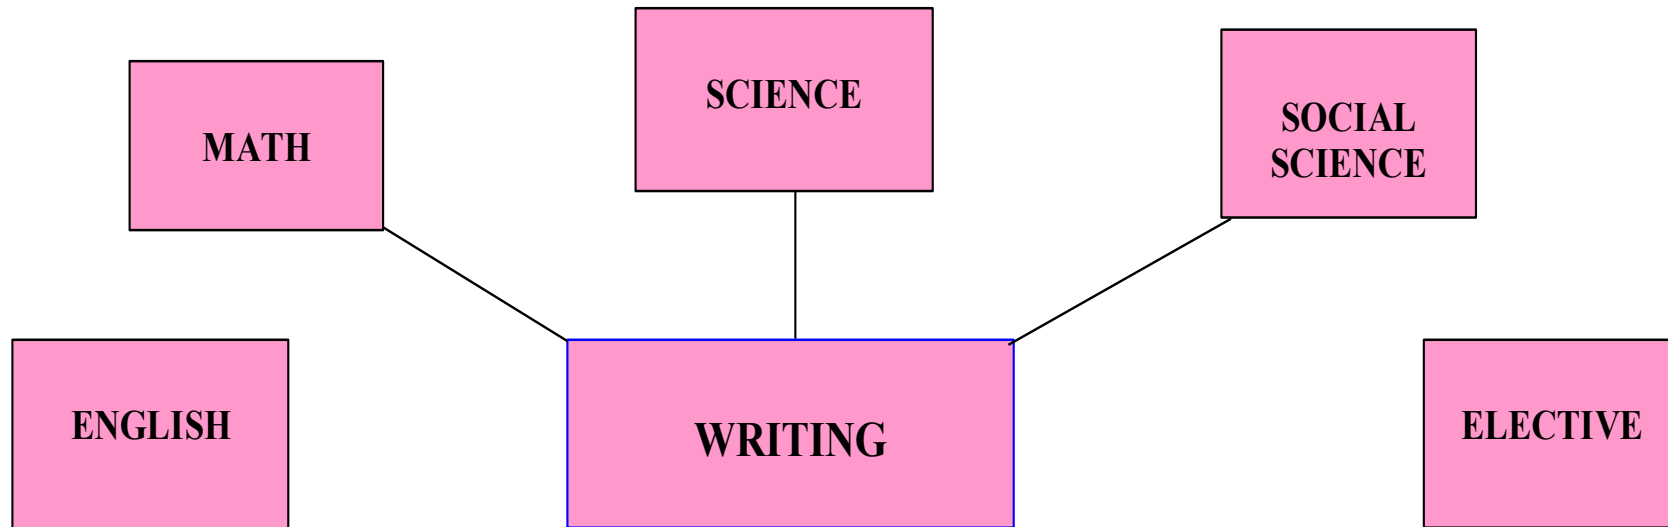 SCIENCE
MATH
SOCIAL
SCIENCE
ENGLISH
WRITING
ELECTIVE